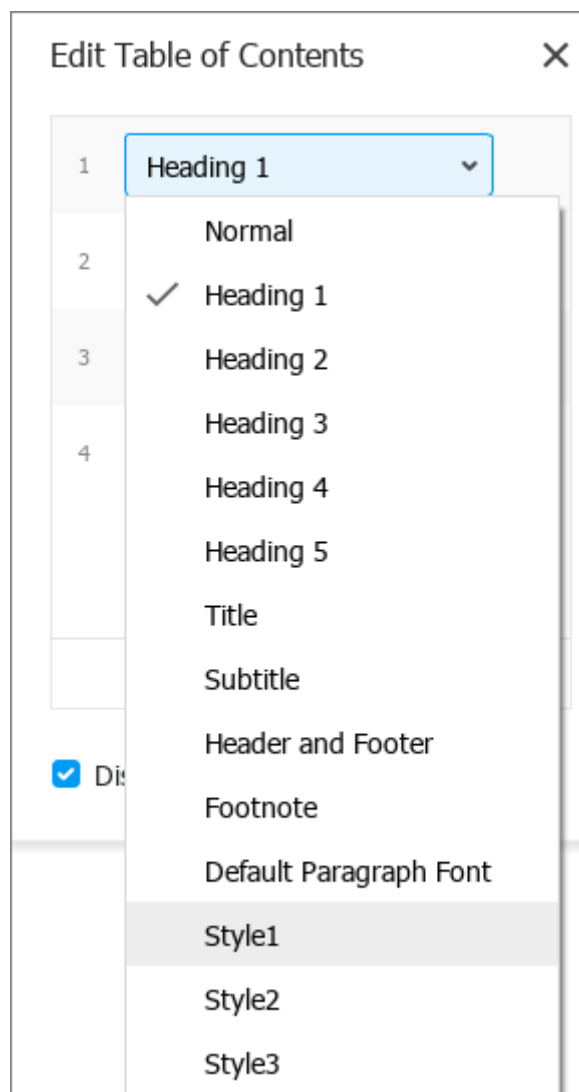 Edit Table of Contents
1 Heading 1
Normal
2
Heading 1
3 Heading 2
Heading 3
4
Heading 4
Heading 5
Title
Subtitle
Header and Footer
Footnote
Default Paragraph Font
Style1
Style2
Style3